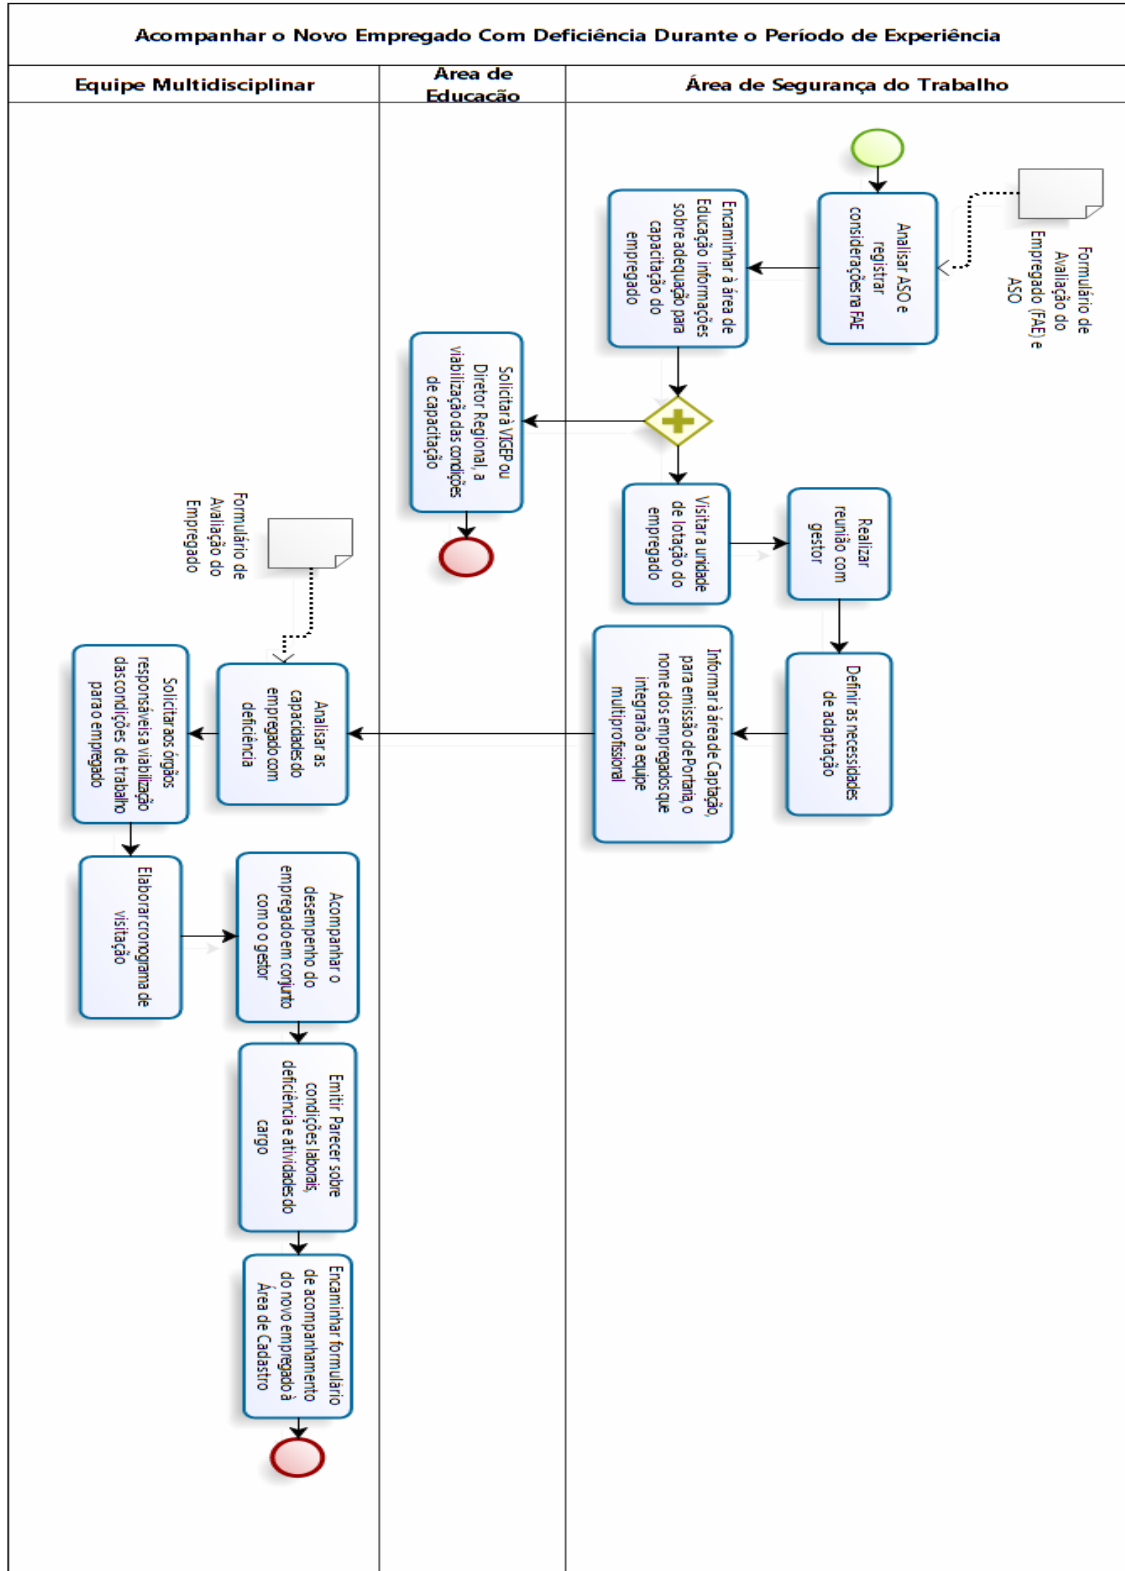 Acompanhar o Novo Empregado Com Deficiência Durante o Período de Experiência
Equipe Multidisciplinar
Área de
Educação
Área de Segurança do Trabalho
Formulário de
Avaliação do
Empregado (FAE) e
ASO
Analisar ASO e
registrar
considerações na FAE
Encaminhar à área de
Educação informações
sobre adequação para
capacitação do
empregado
Solicitar à VIGEP ou
Diretor Regional, a
viabilização das condições
de capacitação
Visitar a unidade
de lotação do
empregado
Realizar
reunião com
gestor
Definir as necessidades
de adaptação
Informar à área de Captação,
para emissão de Portaria, o
nome dos empregados que
integrarão a equipe
multiprofissional
Formulário de
Avaliação do
Empregado
Analisar as
capacidades do
empregado com
deficiência
Solicitar aos órgãos
responsáveis a viabilização
das condições de trabalho
para o empregado
Elaborar cronograma de
visitação
Acompanhar o
desempenho do
empregado em conjunto
com o o gestor
Emitir Parecer sobre
condições laborais,
deficiência e atividades do
cargo
Encaminhar formulário
de acompanhamento
do novo empregado à
Área de Cadastro